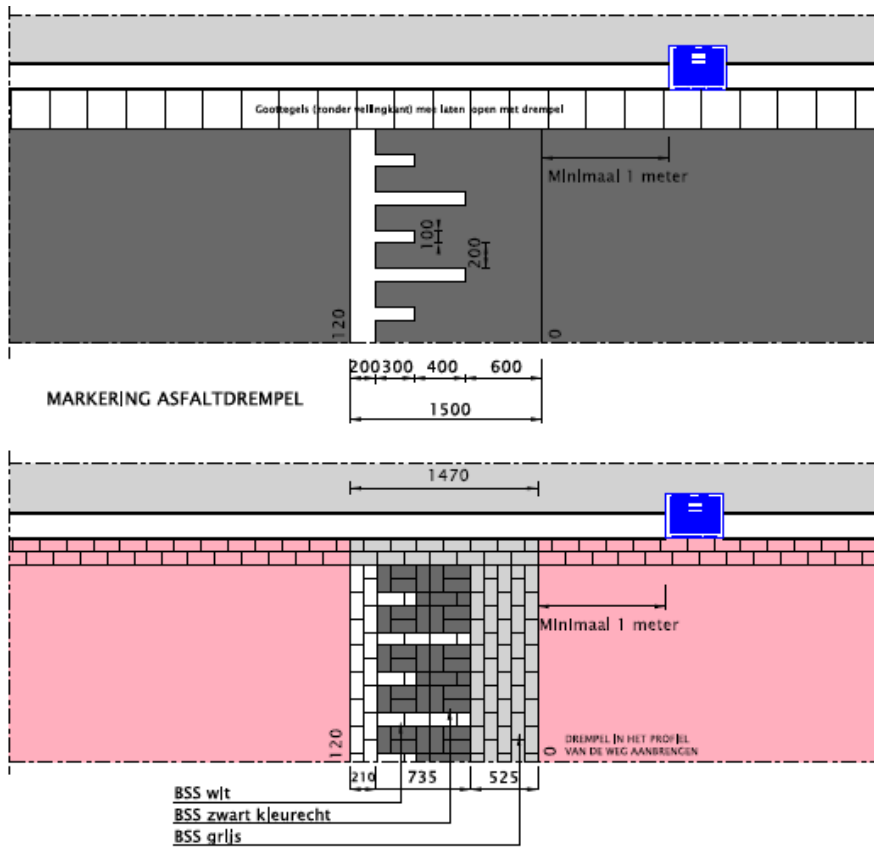 Goottegels (zonder vellingkant) mee laten lopen met drempel
Minimaal 1 meter
100
200
120
0
200 300 400 600
1500
MARKERING ASFALTDREMPEL
1470
Minimaal 1 meter
120
0
DREMPEL IN HET PROFIEL
VAN DE WEG AANBRENGEN
210 735 525
BSS wit
BSS zwart kleurecht
BSS grijs